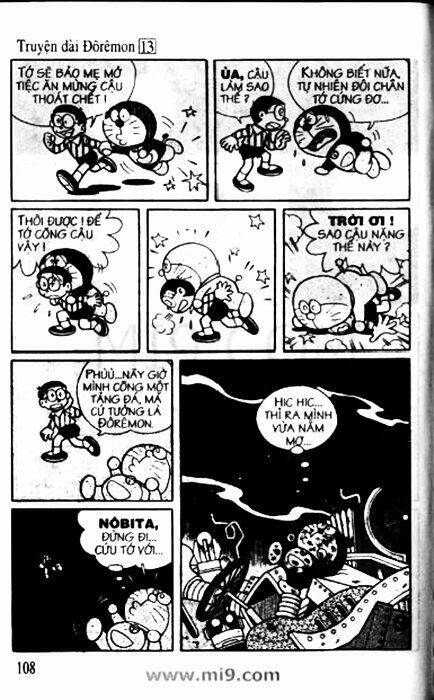 Truyện dài Đôrêmon 13
TỚ SẼ BẢO MẸ MỞ
TIỆC ĂN MỪNG CẬU
THOÁT CHẾT !
ỦA, CẬU
LÀM SAO
THẾ ?
KHÔNG BIẾT NỮA,
TỰ NHIÊN ĐÔI CHÂN
TỚ CỨNG ĐƠ...
THÔI ĐƯỢC ! ĐỂ
TỚ CÕNG CẬU
VẬY !
TRỜI ƠI !
SAO CẬU NẶNG
THẾ NÀY ?
PHÙÙ...NÃY GIỜ
MÌNH CÕNG MỘT
TẢNG ĐÁ, MÀ
CỨ TƯỞNG LÀ
ĐÔRÊMON.
HIC HIC...
THÌ RA MÌNH
VỪA NẰM
MƠ...
NÔBITA,
ĐỪNG ĐI...
CỨU TỚ VỚI...
108
www.mi9.com